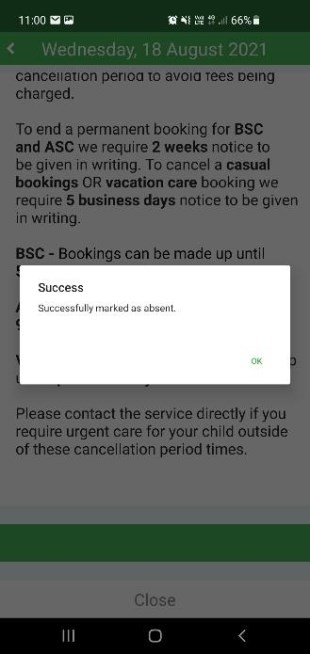 11:00
66%
Wednesday, 18 August 2021
cancellation period to avoid fees being
charged.
To end a permanent booking for BSC
and ASC we require 2 weeks notice to
be given in writing. To cancel a casual
bookings OR vacation care booking we
require 5 business days notice to be given
in writing.
BSC - Bookings can be made up until
Success
Successfully marked as absent.
OK
Please contact the service directly if you
require urgent care for your child outside
of these cancellation period times.
Close